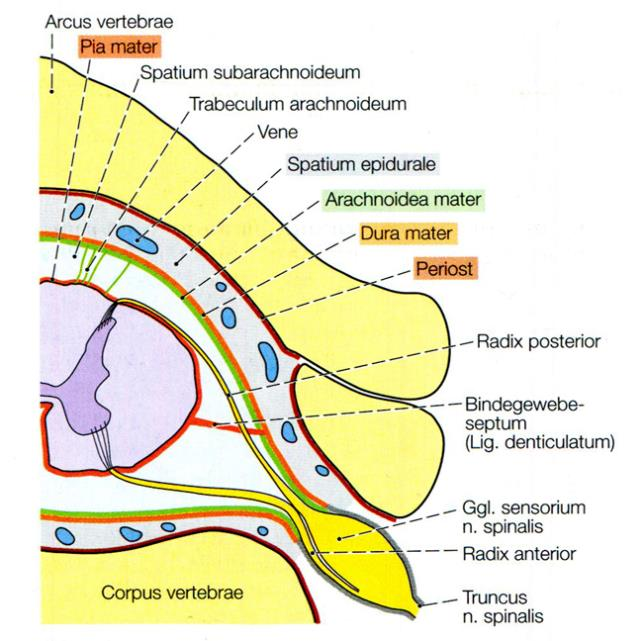 Arcus vertebrae
Pia mater
Spatium subarachnoideum
Trabeculum arachnoideum
Vene
Spatium epidurale
Arachnoidea mater
Dura mater
Periost
Radix posterior
Bindegewebe-
septum
(Lig. denticulatum)
Ggl. sensorium
n. spinalis
Radix anterior
Truncus
n. spinalis
Corpus vertebrae